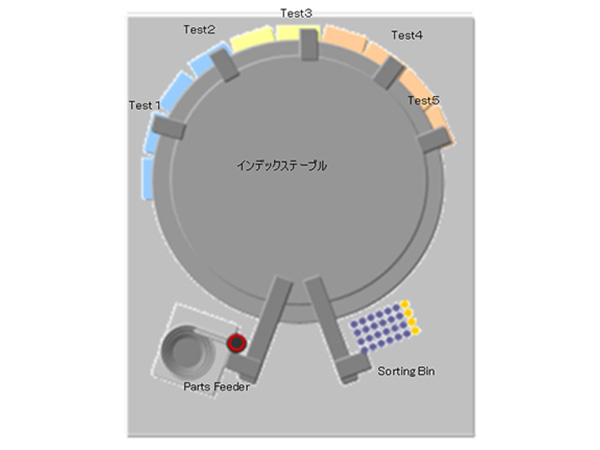 Test3
Test2
Test4
Test5
Test 1
インデックステーブル
Sorting Bin
Parts Feeder